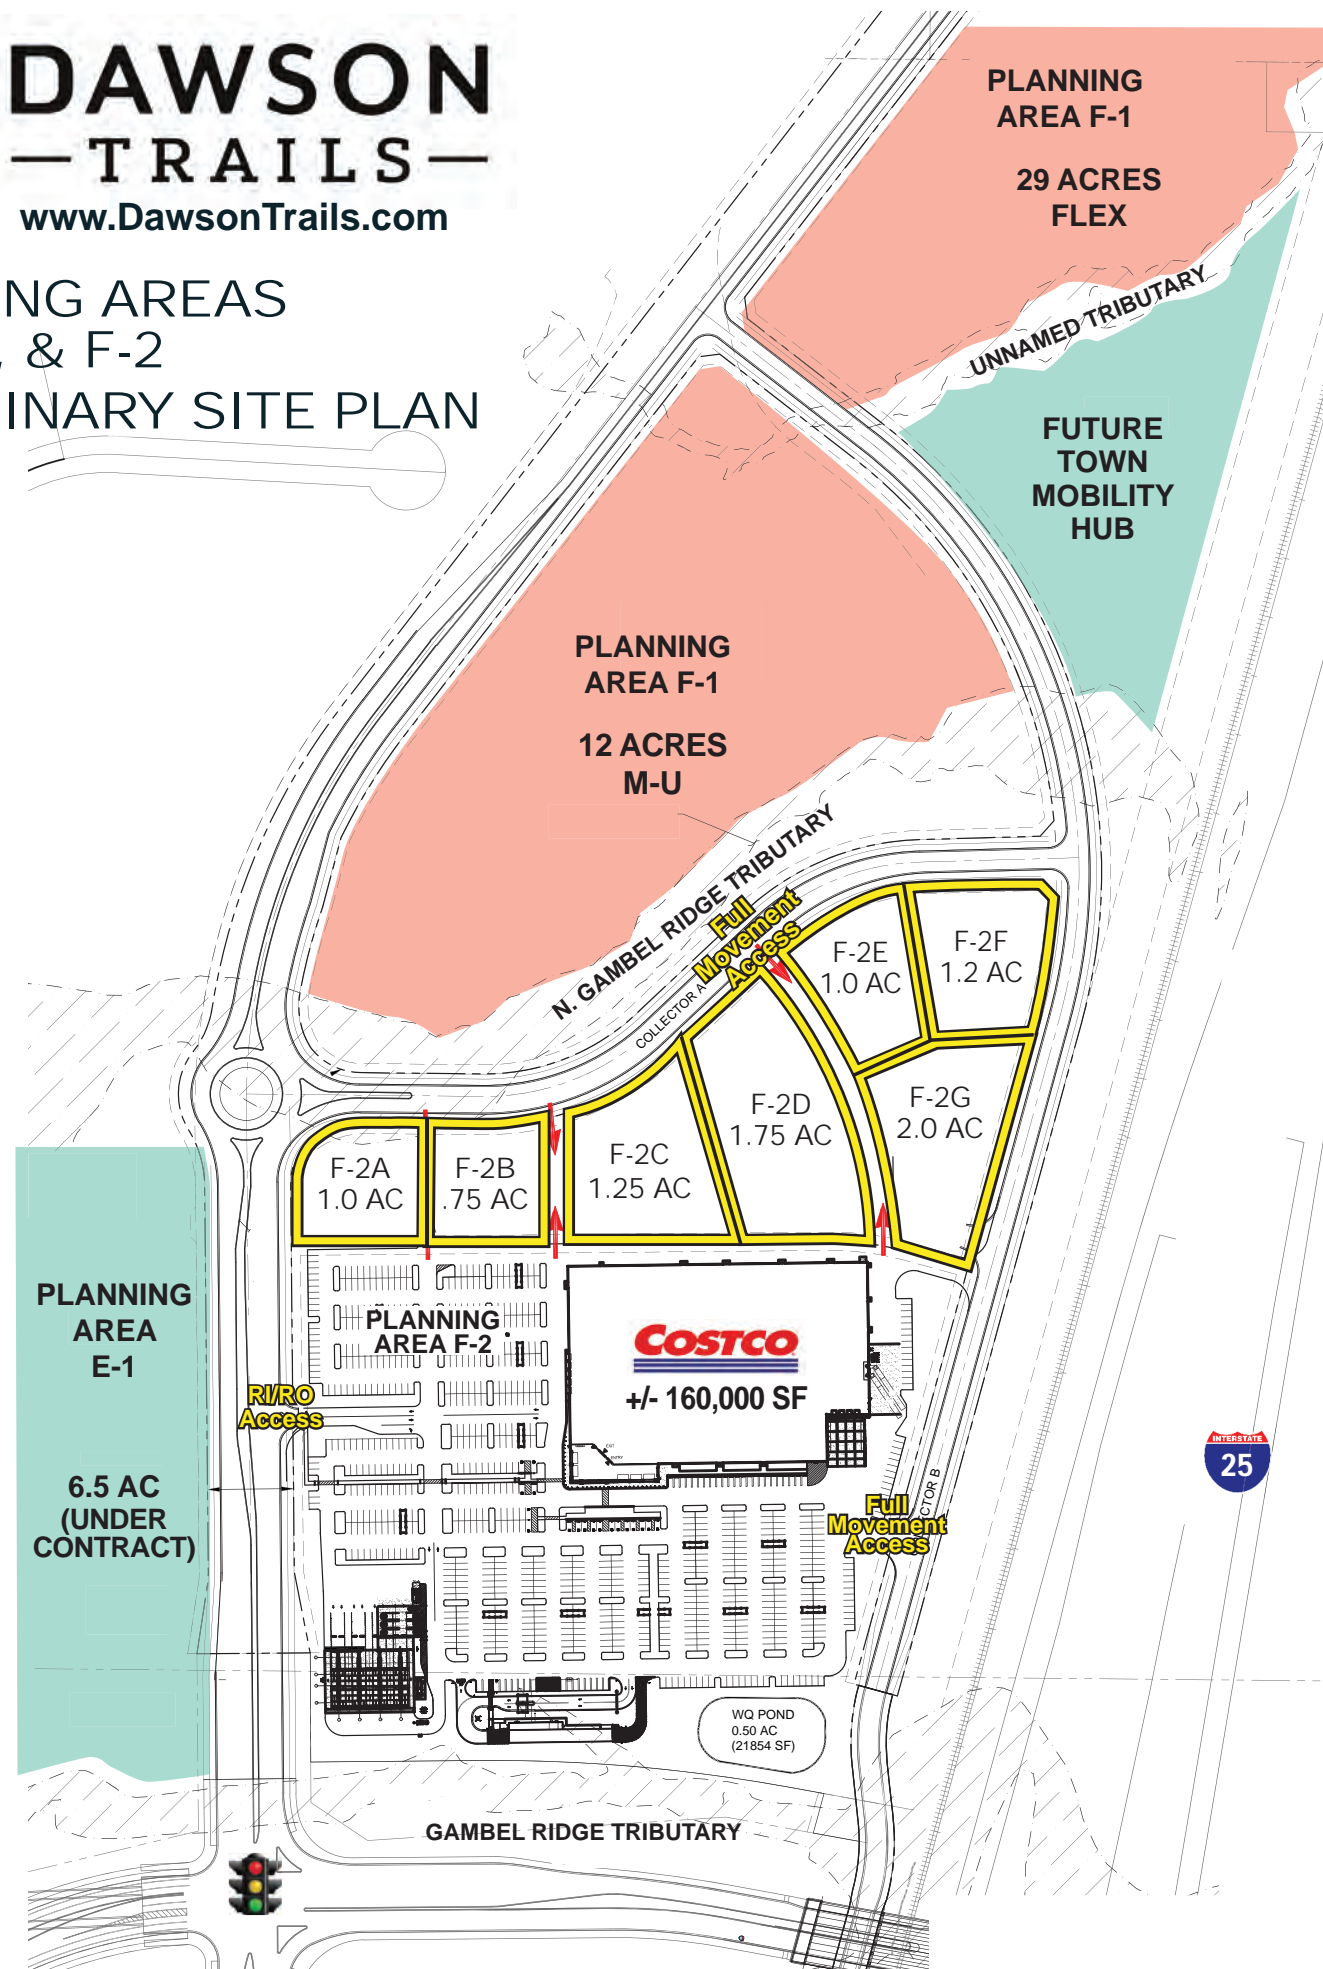 DAWSON
TRAILS
www.DawsonTrails.com
NG AREAS
& F-2
INARY SITE PLAN
PLANNING
AREA F-1
29 ACRES
FLEX
UNNAMED TRIBUTARY
FUTURE
TOWN
MOBILITY
HUB
PLANNING
AREA F-1
12 ACRES
M-U
N. GAMBEL RIDGE TRIBUTARY
Full
Movement
Access
COLLECTOR A
F-2E
1.0 AC
F-2F
1.2 AC
F-2A
1.0 AC
F-2B
.75 AC
F-2C
1.25 AC
F-2D
1.75 AC
F-2G
2.0 AC
PLANNING
AREA
E-1
6.5 AC
(UNDER
CONTRACT)
PLANNING
AREA F-2
COSTCO
+/- 160,000 SF
EXIT
ENTRY
RI/RO
Access
INTERSTATE
25
Full
Movement
Access
ECTOR B
WQ POND
0.50 AC
(21854 SF)
GAMBEL RIDGE TRIBUTARY